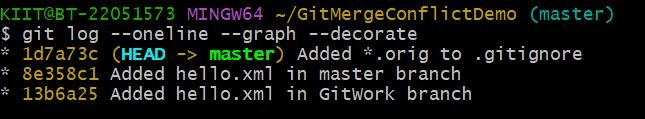 KIIT@BT-22051573 MINGW64 ~/GitMergeConflictDemo (master)
$ git log --oneline --graph --decorate
* 1d7a73c (HEAD -> master) Added *.orig to .gitignore
* 8e358c1 Added hello.xml in master branch
* 13b6a25 Added hello.xml in GitWork branch